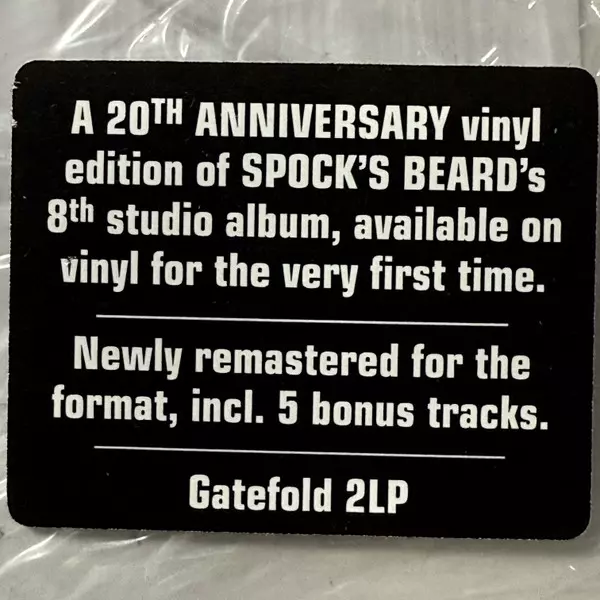 A 20TH ANNIVERSARY vinyl
edition of SPOCK'S BEARD's
8th studio album, available on
vinyl for the very first time.
Newly remastered for the
format, incl. 5 bonus tracks.
Gatefold 2LP